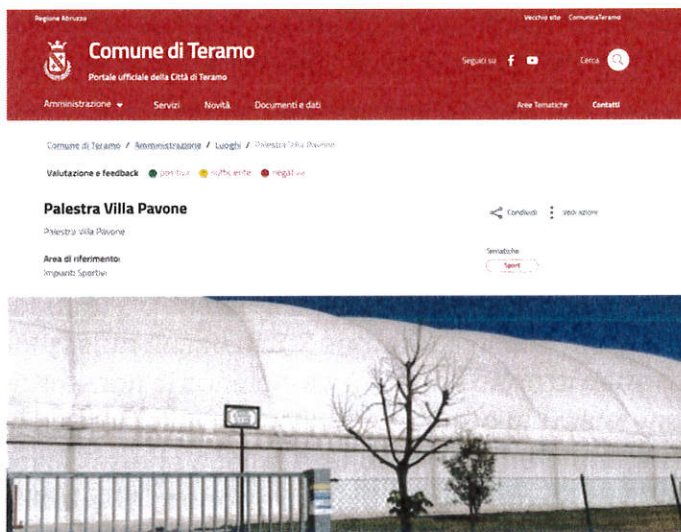 Regione Abruzzo
Vecchio sito ComunicaTeramo
Comune di Teramo
Portale ufficiale della Città di Teramo
Seguici su
Cerca
Amministrazione Servizi Novità Documenti e dati Aree Tematiche Contatti
Comune di Teramo / Amministrazione / Luoghi / Palestra Villa Pavone
Valutazione e feedback positiva sufficiente negativa
Palestra Villa Pavone
Condividi Vedi azioni
Palestra Villa Pavone
Tematiche
Area di riferimento:
Sport
Impianti Sportivi